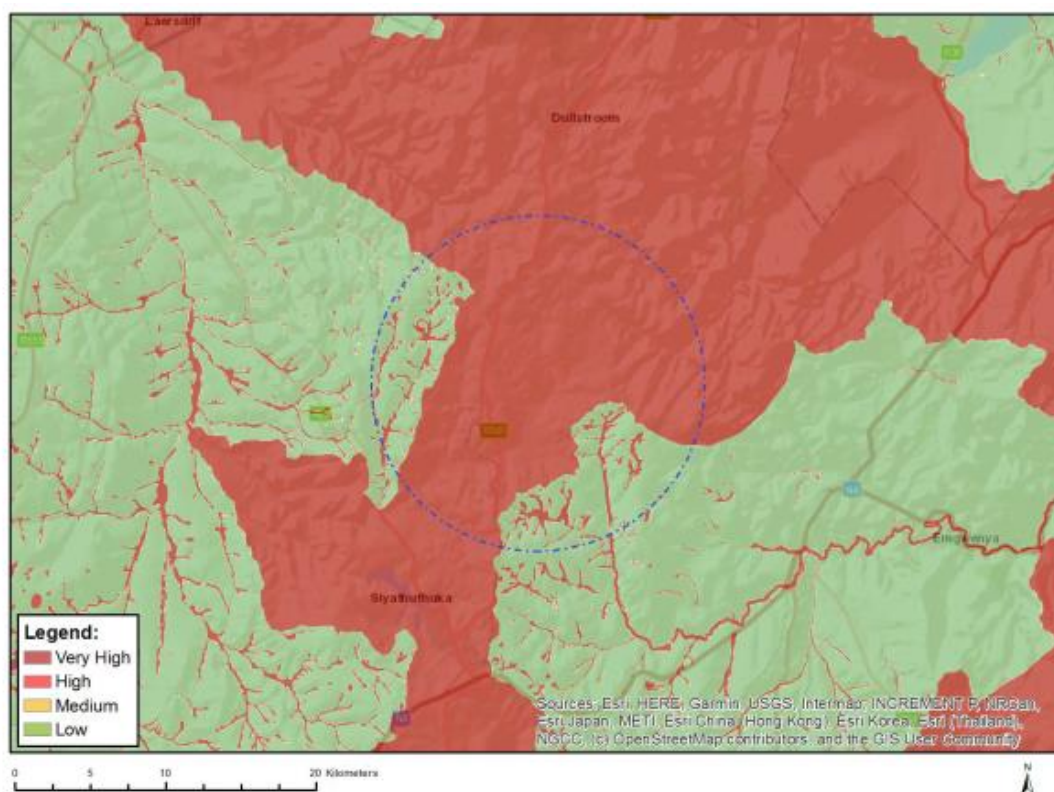 Laersdrif
Dullstroom
N4
Emgwenya
Siyathuthuka
Legend:
Very High
High
Medium
Low
Sources: Esri, HERE, Garmin, USGS, Intermap, INCREMENT P, NRCan,
Esri Japan, METI, Esri China (Hong Kong), Esri Korea, Esri (Thailand),
NGCC, (c) OpenStreetMap contributors, and the GIS User Community
0 5 10 20 Kilometers
N